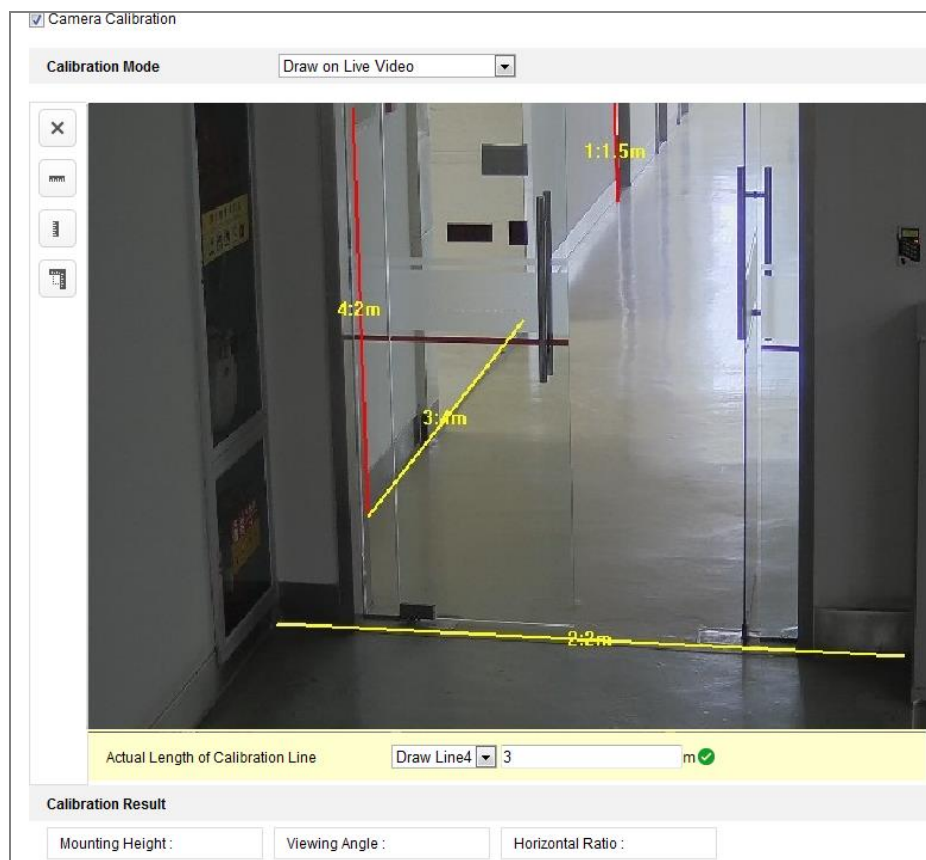 Camera Calibration
Calibration Mode
Draw on Live Video
1:1.5m
4:2m
3:4m
2:2m
Actual Length of Calibration Line
Draw Line4
3
m
Calibration Result
Mounting Height :
Viewing Angle :
Horizontal Ratio :